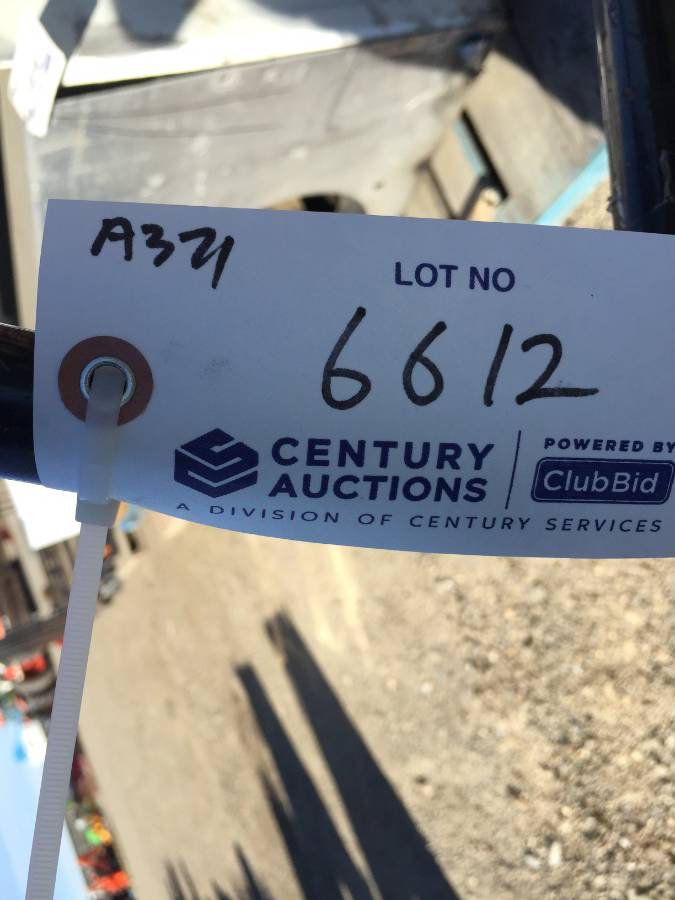 A321
LOT NO
6612
CENTURY
AUCTIONS
POWERED BY
ClubBid
A DIVISION OF CENTURY SERVICES